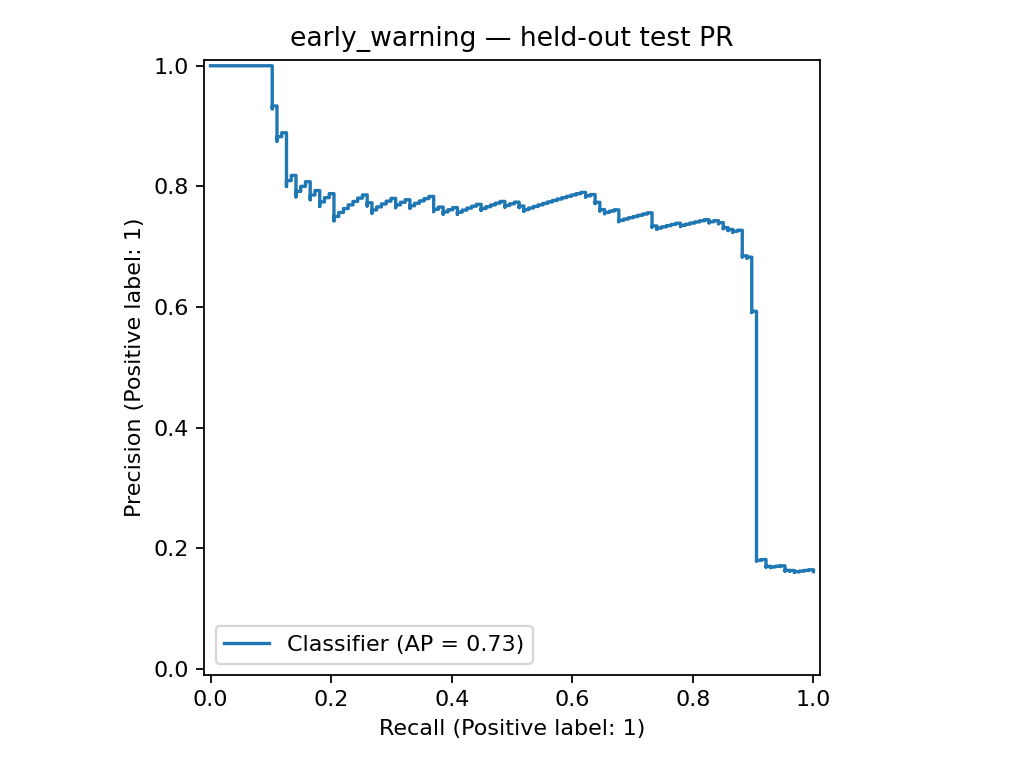 early_warning — held-out test PR
1.0
0.8
0.6
0.4
0.2
0.0
Precision (Positive label: 1)
Classifier (AP = 0.73)
0.0 0.2 0.4 0.6 0.8 1.0
Recall (Positive label: 1)